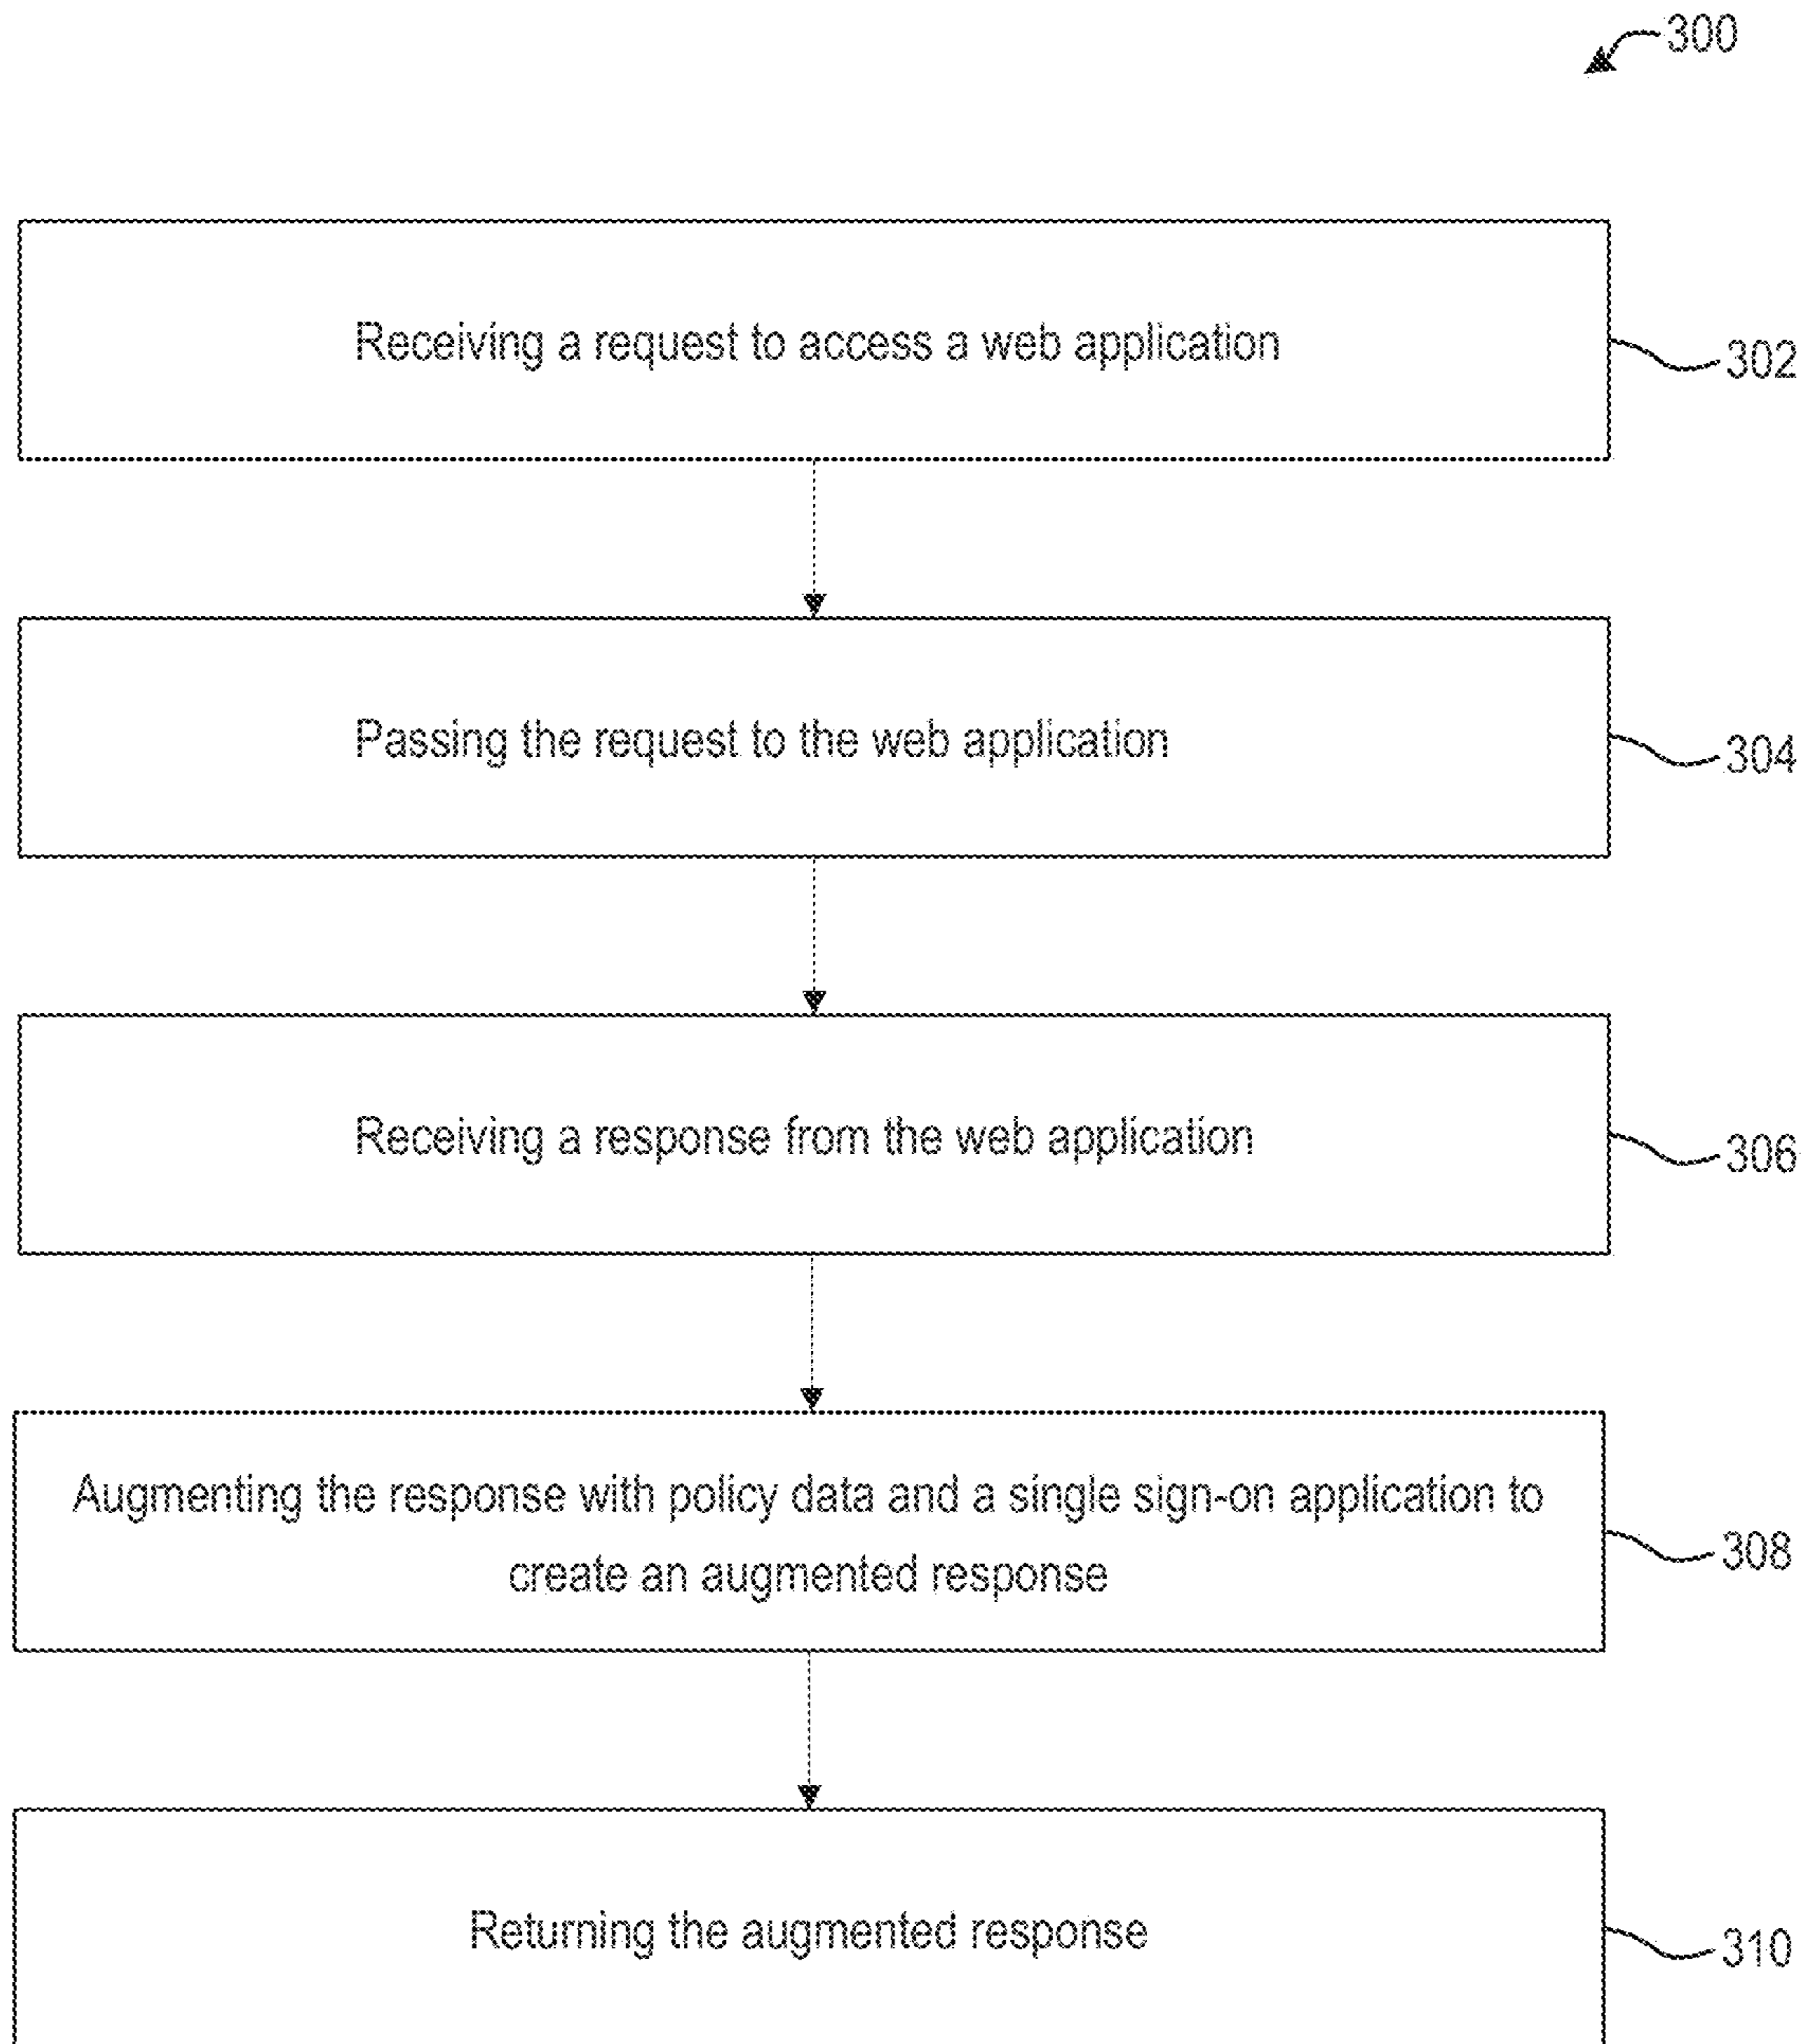 300
Receiving a request to access a web application
302
Passing the request to the web application
304
Receiving a response from the web application
306
Augmenting the response with policy data and a single sign-on application to
create an augmented response
308
Returning the augmented response
310